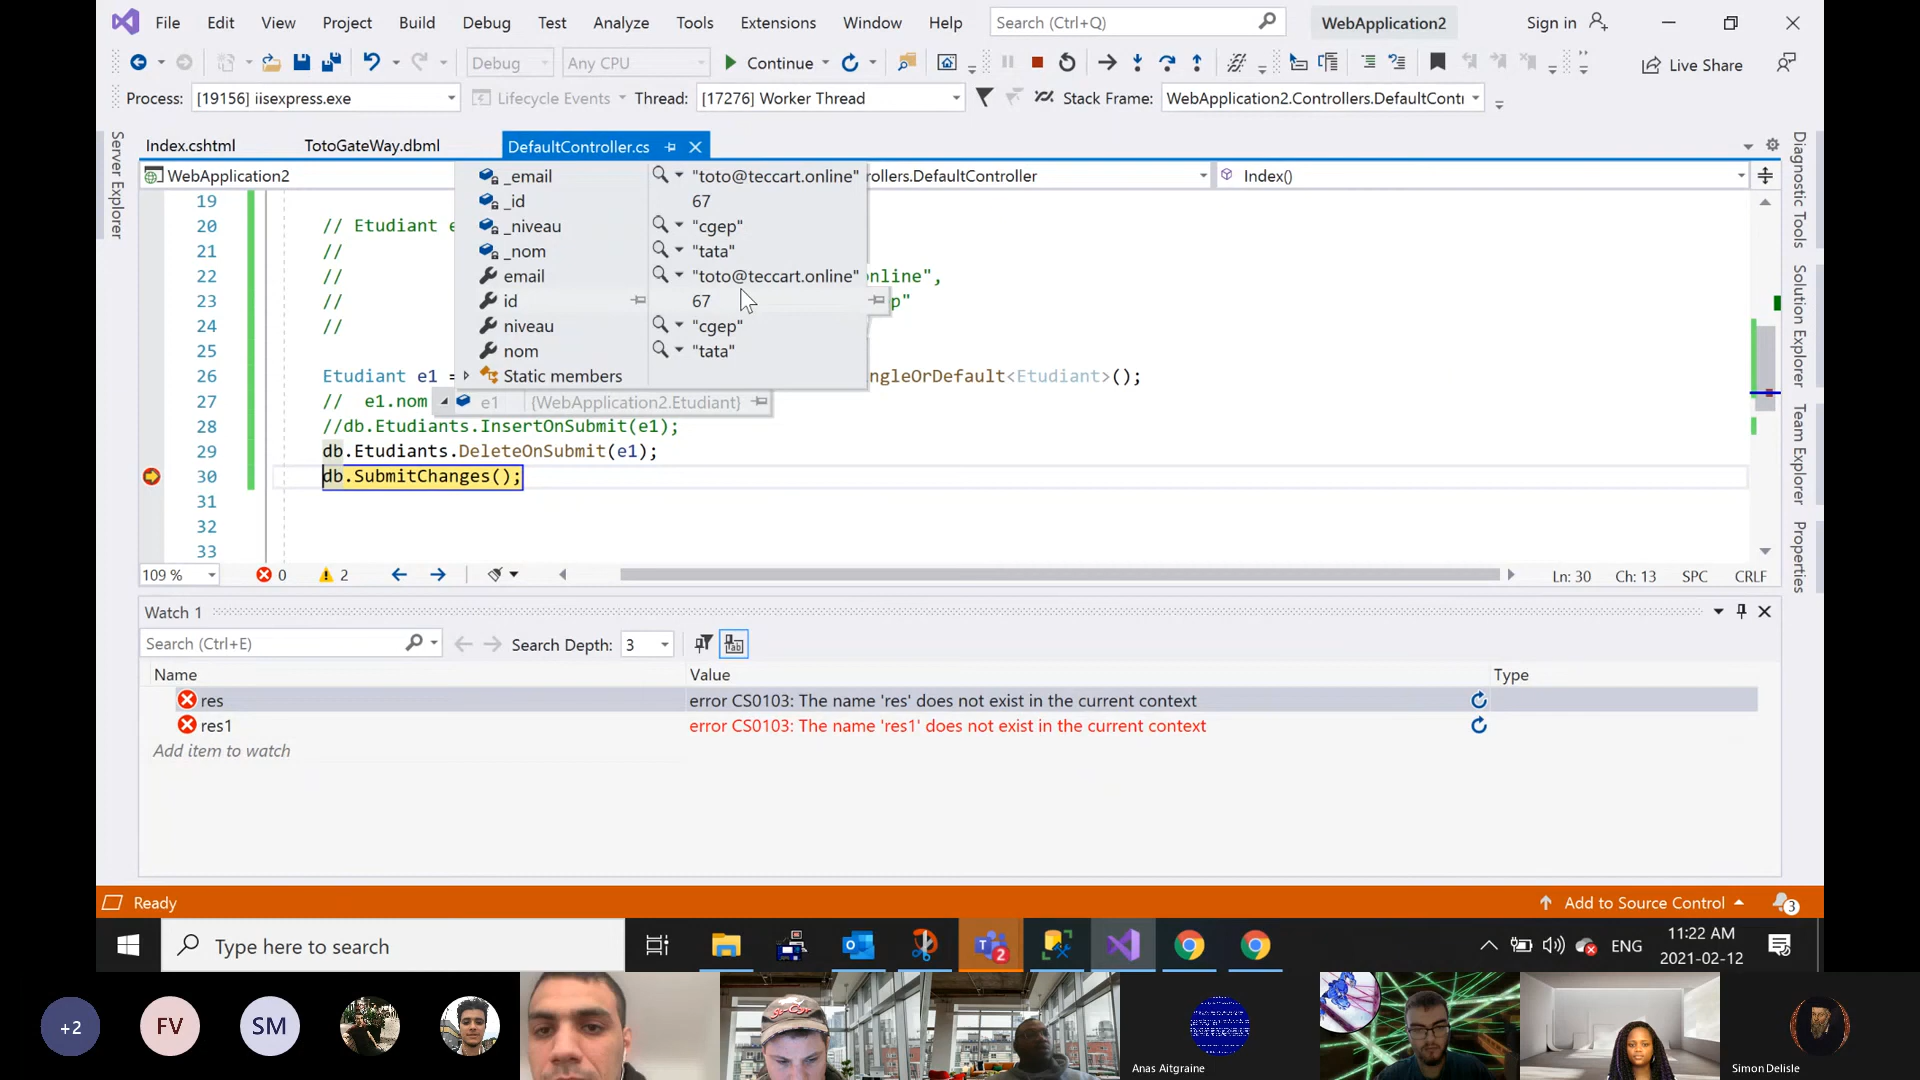 File Edit View Project Build Debug Test Analyze Tools Extensions Window Help Search (Ctrl+Q) WebApplication2 Sign in
Debug Any CPU Continue Live Share
Process: [19156] iisexpress.exe Lifecycle Events Thread: [17276] Worker Thread Stack Frame: WebApplication2.Controllers.DefaultContr
Index.cshtml TotoGateWay.dbml DefaultController.cs
WebApplication2 rollers.DefaultController Index()
Server Explorer
Diagnostic Tools
Solution Explorer
Team Explorer
Properties
_email "toto@teccart.online"
_id 67
_niveau "cgep"
_nom "tata"
email "toto@teccart.online"
id 67
niveau "cgep"
nom "tata"
Static members
e1 {WebApplication2.Etudiant}
19
20 // Etudiant e
21 //
22 // nline",
23 // p"
24 //
25
26 Etudiant e1 = ngleOrDefault<Etudiant>();
27 // e1.nom
28 //db.Etudiants.InsertOnSubmit(e1);
29 db.Etudiants.DeleteOnSubmit(e1);
30 db.SubmitChanges();
31
32
33
109 % 0 2 Ln: 30 Ch: 13 SPC CRLF
Watch 1
Search (Ctrl+E) Search Depth: 3
Name Value Type
res error CS0103: The name 'res' does not exist in the current context
res1 error CS0103: The name 'res1' does not exist in the current context
Add item to watch
Ready Add to Source Control 3
Type here to search 2 ENG 11:22 AM
2021-02-12
+2 FV SM
Anas Aitgraine Simon Delisle